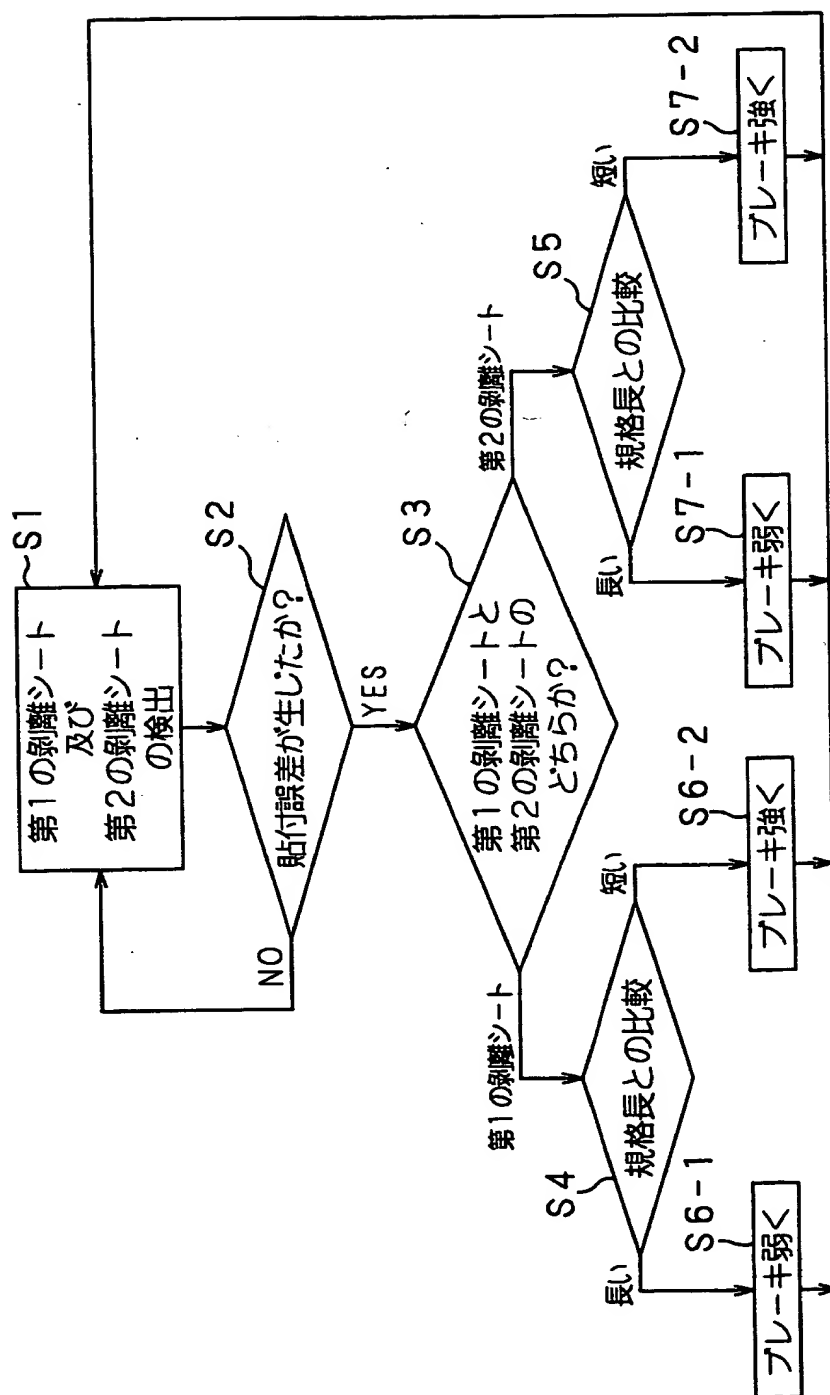 第1の剥離シート
及び
第2の剥離シート
の検出
S1
貼付誤差が生じたか?
S2
NO
YES
第1の剥離シートと
第2の剥離シートの
どちらか?
S3
第1の剥離シート
第2の剥離シート
規格長との比較
S4
長い
短い
規格長との比較
S5
長い
短い
ブレーキ弱く
S6-1
ブレーキ強く
S6-2
ブレーキ弱く
S7-1
ブレーキ強く
S7-2